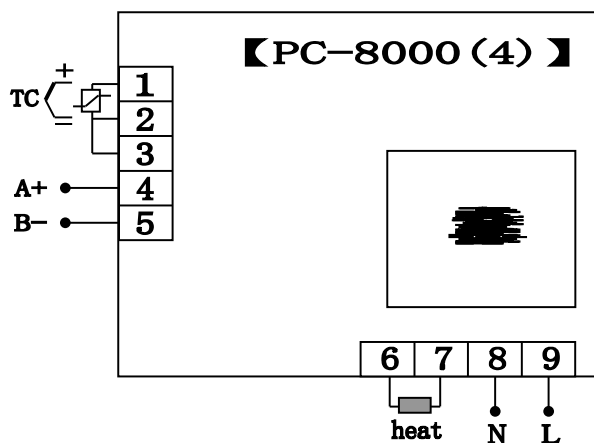 【PC-8000(4)】
+
TC
−
1
2
3
A+ 4
B− 5
6 7 8 9
heat N L